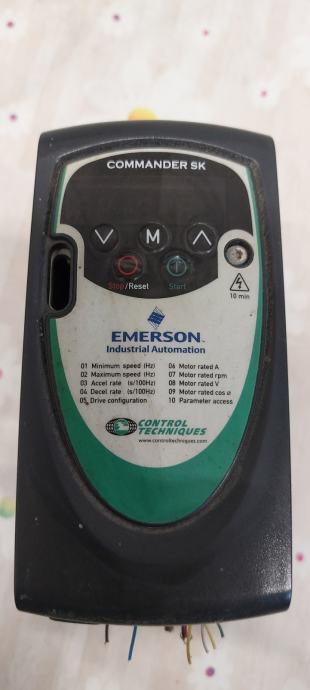 COMMANDER SK
M
Stop/Reset Start
10 min
EMERSON™
Industrial Automation
01 Minimum speed (Hz) 06 Motor rated A
02 Maximum speed (Hz) 07 Motor rated rpm
03 Accel rate (s/100Hz) 08 Motor rated V
04 Decel rate (s/100Hz) 09 Motor rated cos ø
05 Drive configuration 10 Parameter access
CONTROL
TECHNIQUES
www.controltechniques.com